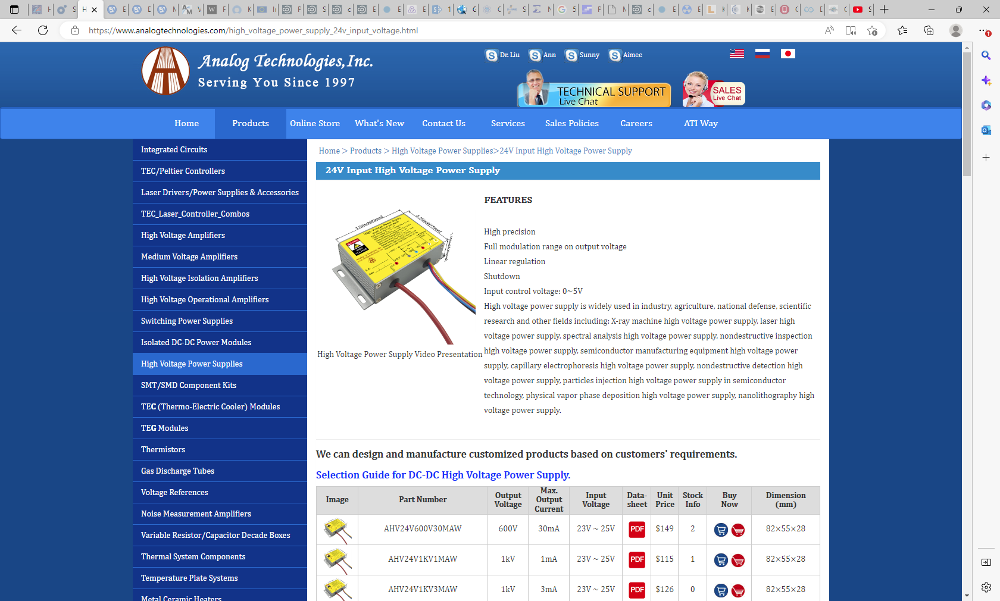 https://www.analogtechnologies.com/high_voltage_power_supply_24v_input_voltage.html
Analog Technologies,Inc.
Serving You Since 1997
Dr. Liu
Ann
Sunny
Aimee
TECHNICAL SUPPORT
Live Chat
SALES
Live Chat
Home
Products
Online Store
What's New
Contact Us
Services
Sales Policies
Careers
ATI Way
Integrated Circuits
TEC/Peltier Controllers
Laser Drivers/Power Supplies & Accessories
TEC_Laser_Controller_Combos
High Voltage Amplifiers
Medium Voltage Amplifiers
High Voltage Isolation Amplifiers
High Voltage Operational Amplifiers
Switching Power Supplies
Isolated DC-DC Power Modules
High Voltage Power Supplies
SMT/SMD Component Kits
TEC (Thermo-Electric Cooler) Modules
TEG Modules
Thermistors
Gas Discharge Tubes
Voltage References
Noise Measurement Amplifiers
Variable Resistor/Capacitor Decade Boxes
Thermal System Components
Temperature Plate Systems
Metal Ceramic Heaters
Home > Products > High Voltage Power Supplies>24V Input High Voltage Power Supply
24V Input High Voltage Power Supply
High Voltage Power Supply Video Presentation
FEATURES
High precision
Full modulation range on output voltage
Linear regulation
Shutdown
Input control voltage: 0~5V
High voltage power supply is widely used in industry, agriculture, national defense, scientific
research and other fields including: X-ray machine high voltage power supply, laser high
voltage power supply, spectral analysis high voltage power supply, nondestructive inspection
high voltage power supply, semiconductor manufacturing equipment high voltage power
supply, capillary electrophoresis high voltage power supply, nondestructive detection high
voltage power supply, particles injection high voltage power supply in semiconductor
technology, physical vapor phase deposition high voltage power supply, nanolithography high
voltage power supply.
We can design and manufacture customized products based on customers' requirements.
Selection Guide for DC-DC High Voltage Power Supply.
Image Part Number Output Voltage Max. Output Current Input Voltage Data-sheet Unit Price Stock Info Buy Now Dimension (mm)
AHV24V600V30MAW 600V 30mA 23V ~ 25V PDF $149 2 82×55×28
AHV24V1KV1MAW 1kV 1mA 23V ~ 25V PDF $115 1 82×55×28
AHV24V1KV3MAW 1kV 3mA 23V ~ 25V PDF $126 0 82×55×28